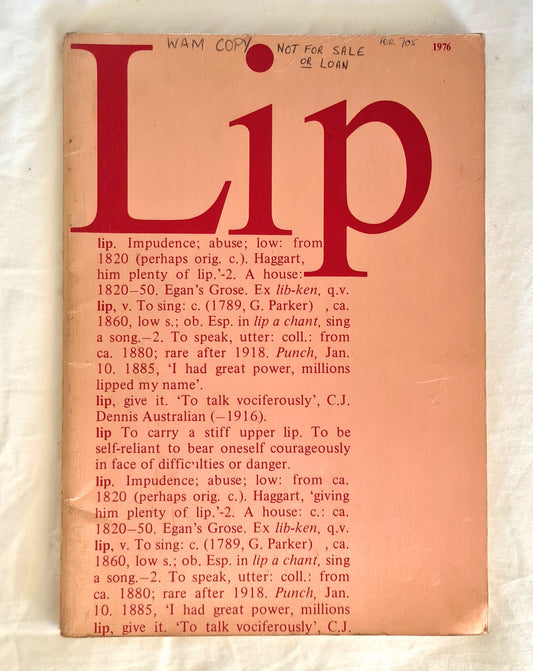 WAM COPY NOT FOR SALE
OR LOAN
PER 705
1976
Lip
lip. Impudence; abuse; low: from
1820 (perhaps orig. c.). Haggart,
him plenty of lip.'-2. A house:
1820–50. Egan's Grose. Ex lib-ken, q.v.
lip, v. To sing: c. (1789, G. Parker) , ca.
1860, low s.; ob. Esp. in lip a chant, sing
a song.–2. To speak, utter: coll.: from
ca. 1880; rare after 1918. Punch, Jan.
10. 1885, 'I had great power, millions
lipped my name'.
lip, give it. 'To talk vociferously', C.J.
Dennis Australian (–1916).
lip To carry a stiff upper lip. To be
self-reliant to bear oneself courageously
in face of difficulties or danger.
lip. Impudence; abuse; low: from ca.
1820 (perhaps orig. c.). Haggart, 'giving
him plenty of lip.'-2. A house: c.: ca.
1820–50. Egan's Grose. Ex lib-ken, q.v.
lip, v. To sing: c. (1789, G. Parker) , ca.
1860, low s.; ob. Esp. in lip a chant, sing
a song.–2. To speak, utter: coll.: from
ca. 1880; rare after 1918. Punch, Jan.
10. 1885, 'I had great power, millions
lip, give it. 'To talk vociferously', C.J.